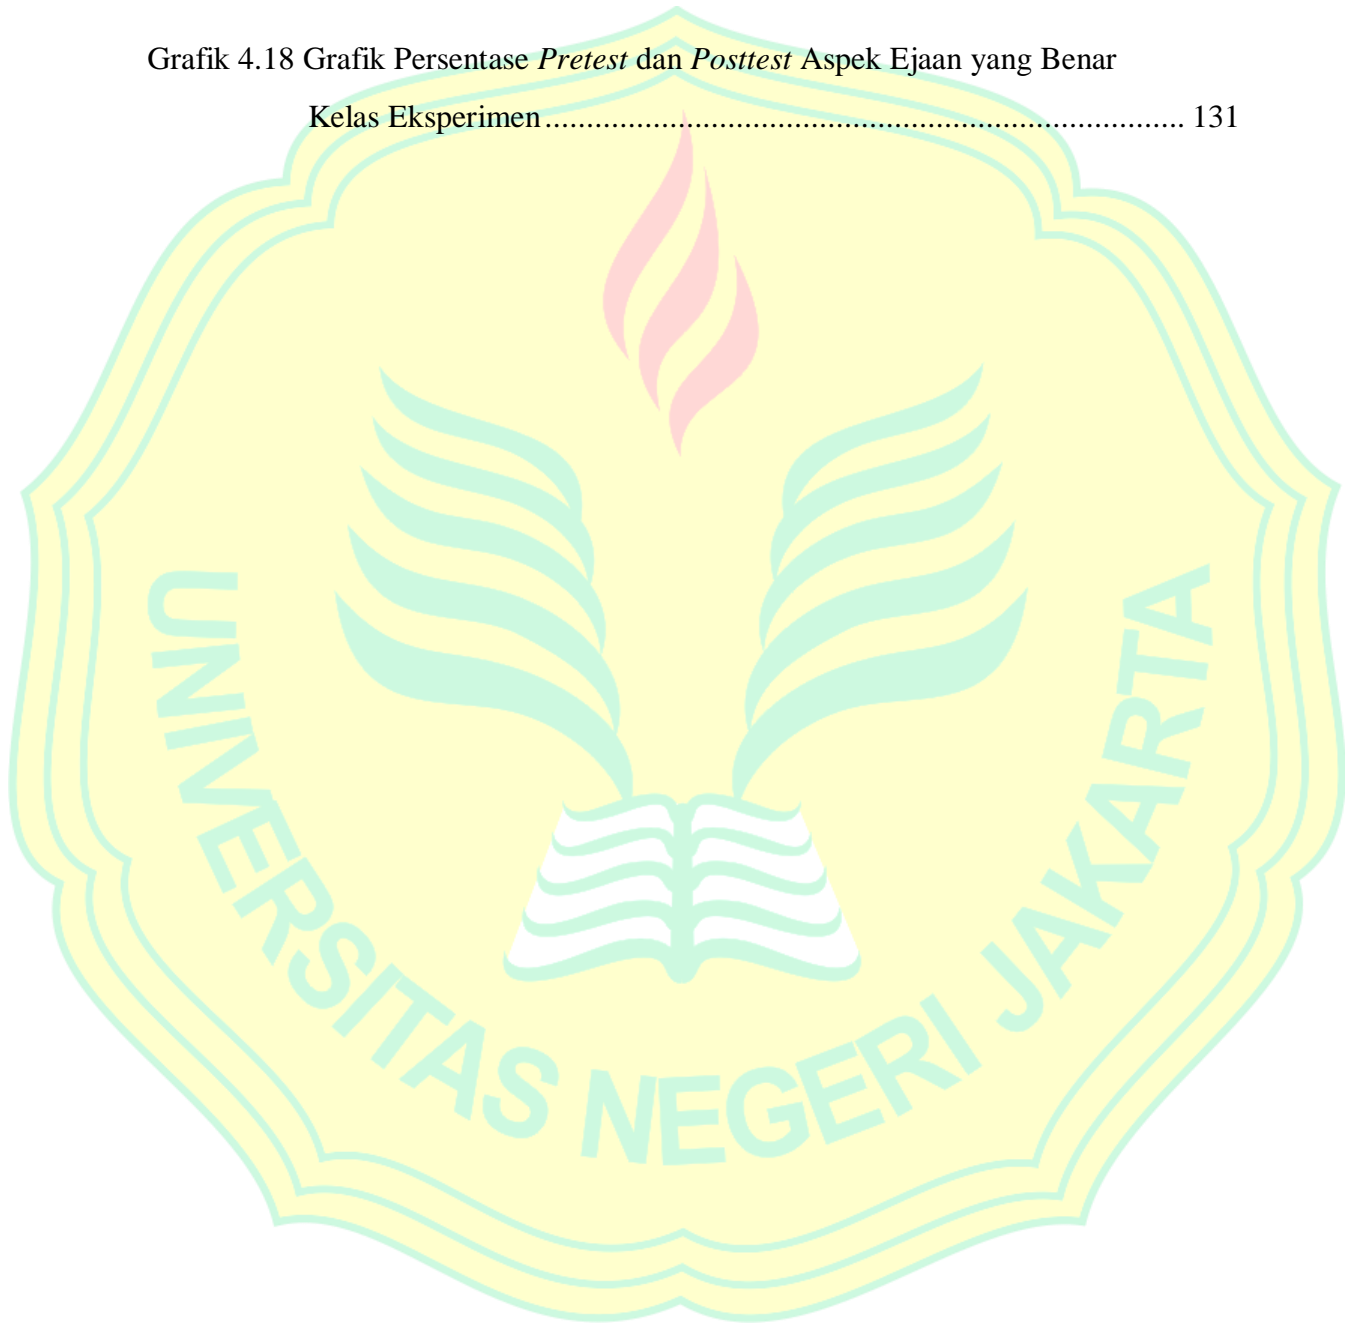 Grafik 4.18 Grafik Persentase Pretest dan Posttest Aspek Ejaan yang Benar
Kelas Eksperimen............................................................................. 131
UNIVERSITAS NEGERI JAKARTA